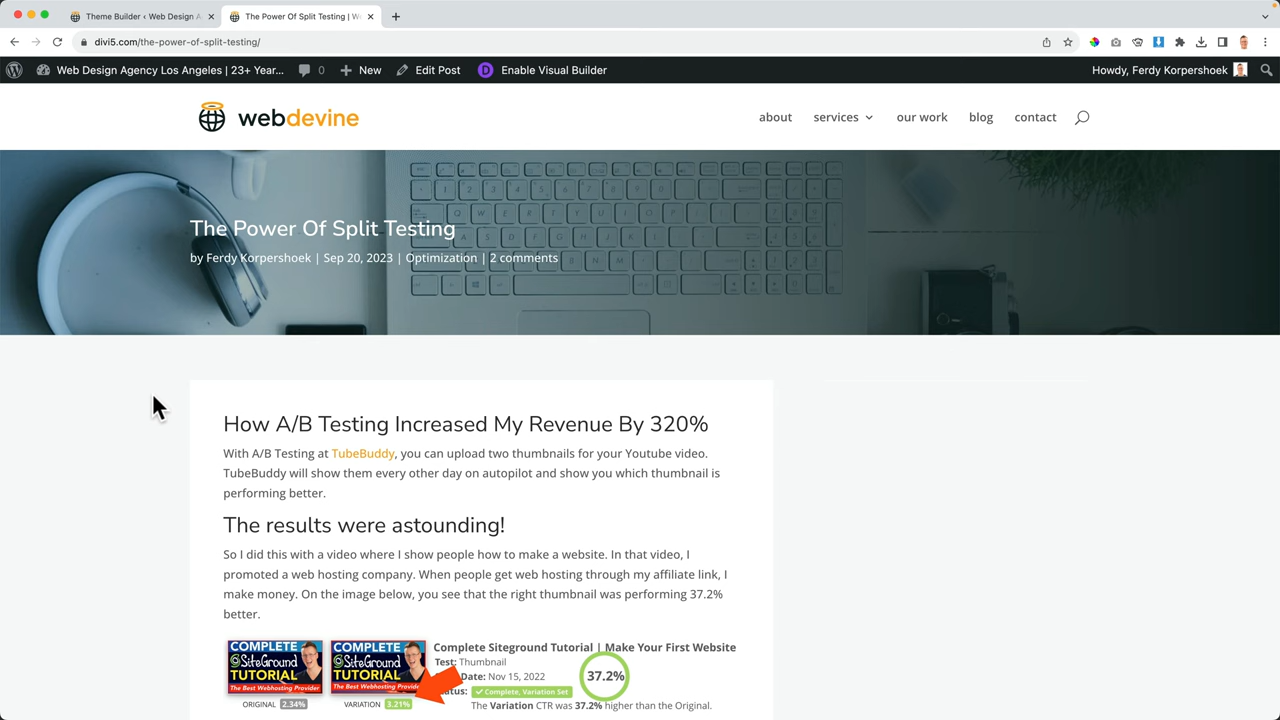 Theme Builder ‹ Web Design A
The Power Of Split Testing | W
divi5.com/the-power-of-split-testing/
Web Design Agency Los Angeles | 23+ Year... 0 New Edit Post Enable Visual Builder Howdy, Ferdy Korpershoek
webdevine
about services our work blog contact
The Power Of Split Testing
by Ferdy Korpershoek | Sep 20, 2023 | Optimization | 2 comments
How A/B Testing Increased My Revenue By 320%
With A/B Testing at TubeBuddy, you can upload two thumbnails for your Youtube video.
TubeBuddy will show them every other day on autopilot and show you which thumbnail is
performing better.
The results were astounding!
So I did this with a video where I show people how to make a website. In that video, I
promoted a web hosting company. When people get web hosting through my affiliate link, I
make money. On the image below, you see that the right thumbnail was performing 37.2%
better.
COMPLETE
SiteGround
TUTORIAL
The Best Webhosting Provider
ORIGINAL 2.34%
COMPLETE
SiteGround
TUTORIAL
The Best Webhosting Provider
VARIATION 3.21%
Complete Siteground Tutorial | Make Your First Website
Test: Thumbnail
Date: Nov 15, 2022
Complete, Variation Set
37.2%
The Variation CTR was 37.2% higher than the Original.